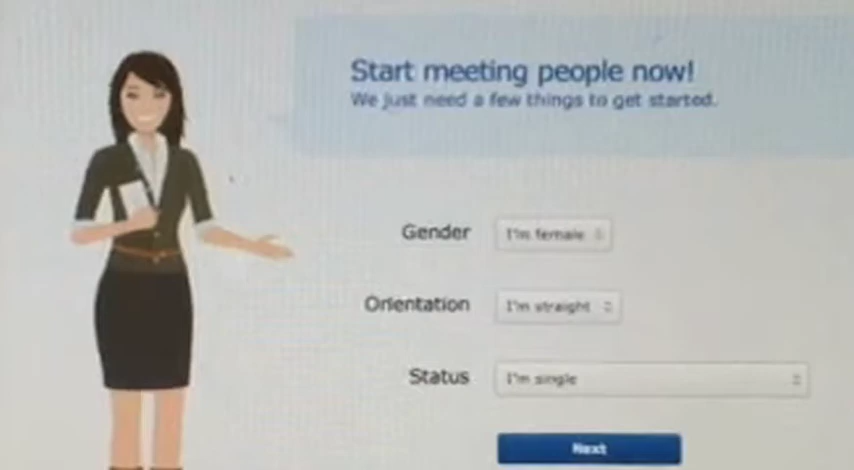 Start meeting people now!
We just need a few things to get started.
Gender I'm female
Orientation I'm straight
Status I'm single
Next